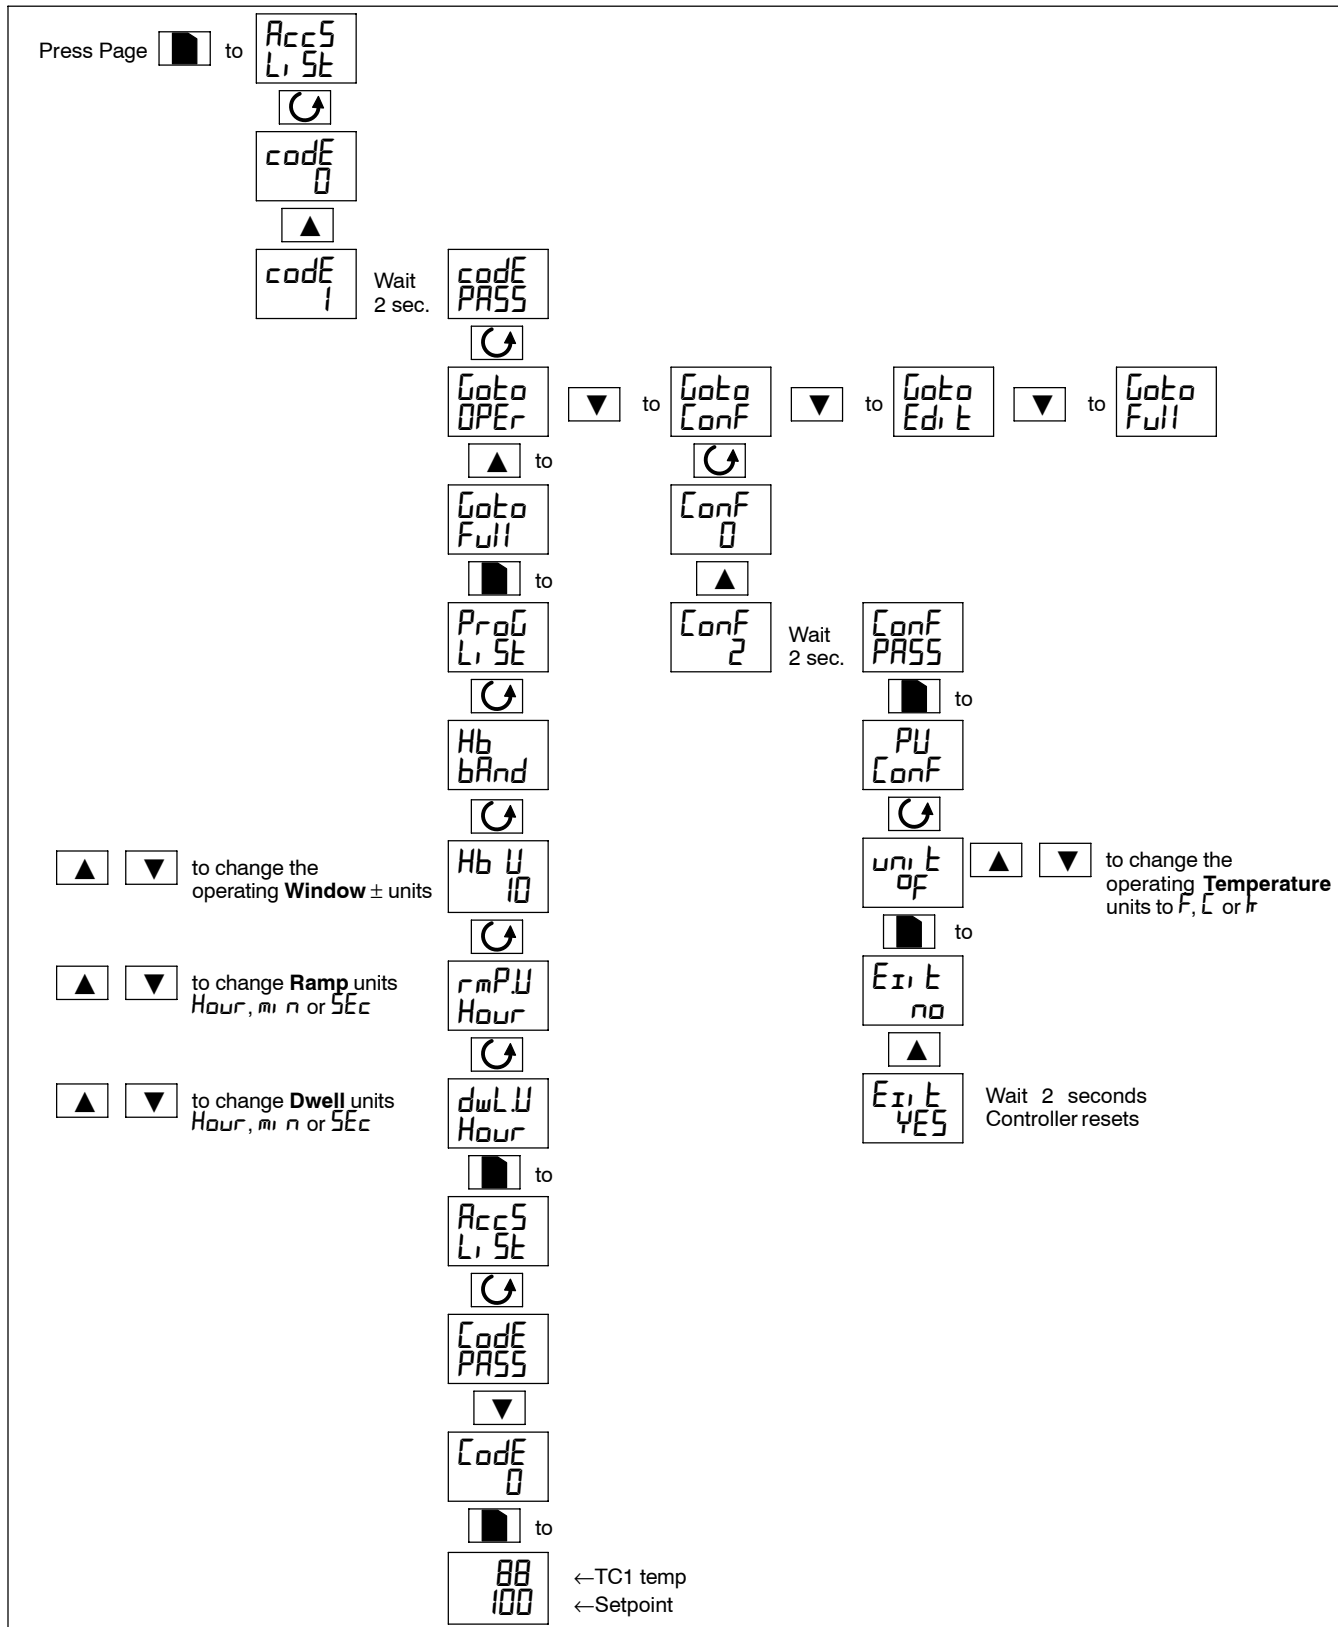 Press Page to AccS
LiSt
codE
0
codE
1
Wait
2 sec.
codE
PASS
Goto
OPEr
to
Goto
ConF
to
Goto
Edit
to
Goto
Full
to
Goto
Full
ConF
0
to
ProG
LiSt
ConF
2
Wait
2 sec.
ConF
PASS
to
Hb
bAnd
PU
ConF
to change the
operating Window ± units
Hb U
10
unit
°F
to change the
operating Temperature
units to F, C or k
to
to change Ramp units
Hour, min or SEc
rmP.U
Hour
Exit
no
to change Dwell units
Hour, min or SEc
dwL.U
Hour
Exit
YES
Wait 2 seconds
Controller resets
to
AccS
LiSt
CodE
PASS
CodE
0
to
88 ←TC1 temp
100 ←Setpoint